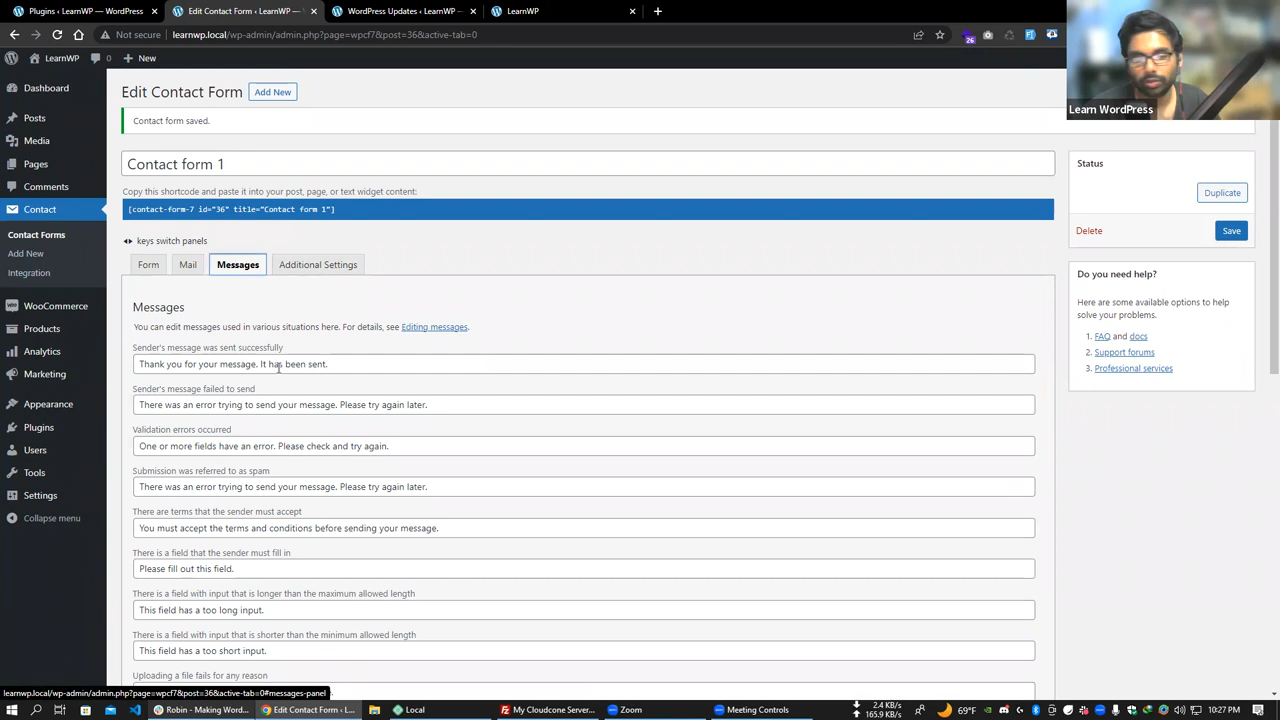 Plugins ‹ LearnWP — WordPress
Edit Contact Form ‹ LearnWP —
WordPress Updates ‹ LearnWP —
LearnWP
Not secure
learnwp.local/wp-admin/admin.php?page=wpcf7&post=36&active-tab=0
26
LearnWP
0
New
Learn WordPress
Dashboard
Posts
Media
Pages
Comments
Contact
Contact Forms
Add New
Integration
WooCommerce
Products
Analytics
Marketing
Appearance
Plugins
Users
Tools
Settings
Collapse menu
Edit Contact Form
Add New
Contact form saved.
Contact form 1
Copy this shortcode and paste it into your post, page, or text widget content:
[contact-form-7 id="36" title="Contact form 1"]
keys switch panels
Form
Mail
Messages
Additional Settings
Messages
You can edit messages used in various situations here. For details, see Editing messages.
Sender's message was sent successfully
Thank you for your message. It has been sent.
Sender's message failed to send
There was an error trying to send your message. Please try again later.
Validation errors occurred
One or more fields have an error. Please check and try again.
Submission was referred to as spam
There was an error trying to send your message. Please try again later.
There are terms that the sender must accept
You must accept the terms and conditions before sending your message.
There is a field that the sender must fill in
Please fill out this field.
There is a field with input that is longer than the maximum allowed length
This field has a too long input.
There is a field with input that is shorter than the minimum allowed length
This field has a too short input.
Uploading a file fails for any reason
Status
Duplicate
Delete
Save
Do you need help?
Here are some available options to help
solve your problems.
1. FAQ and docs
2. Support forums
3. Professional services
learnwp.local/wp-admin/admin.php?page=wpcf7&post=36&active-tab=0#messages-panel
Robin - Making Word...
Edit Contact Form ‹ L...
Local
My Cloudcone Serve...
Zoom
Meeting Controls
2.4 KB/s
165.9 KB/s
69°F
10:27 PM